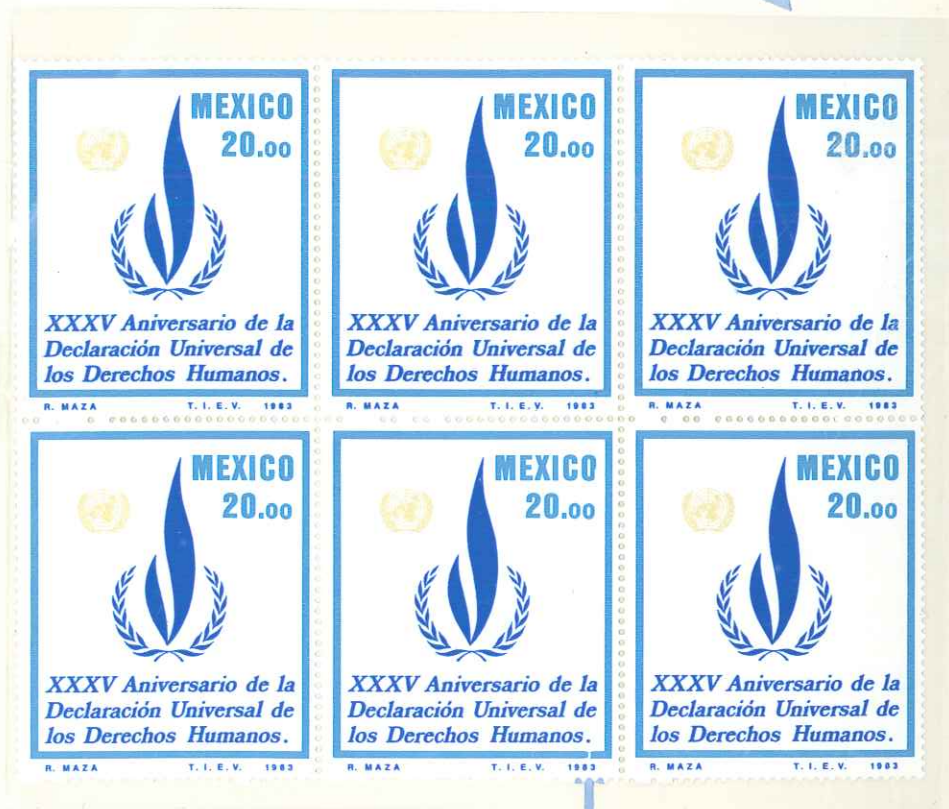 MEXICO
20.00
XXXV Aniversario de la
Declaración Universal de
los Derechos Humanos.
R. MAZA T. I. E. V. 1983
MEXICO
20.00
XXXV Aniversario de la
Declaración Universal de
los Derechos Humanos.
R. MAZA T. I. E. V. 1983
MEXICO
20.00
XXXV Aniversario de la
Declaración Universal de
los Derechos Humanos.
R. MAZA T. I. E. V. 1983
MEXICO
20.00
XXXV Aniversario de la
Declaración Universal de
los Derechos Humanos.
R. MAZA T. I. E. V. 1983
MEXICO
20.00
XXXV Aniversario de la
Declaración Universal de
los Derechos Humanos.
R. MAZA T. I. E. V. 1983
MEXICO
20.00
XXXV Aniversario de la
Declaración Universal de
los Derechos Humanos.
R. MAZA T. I. E. V. 1983